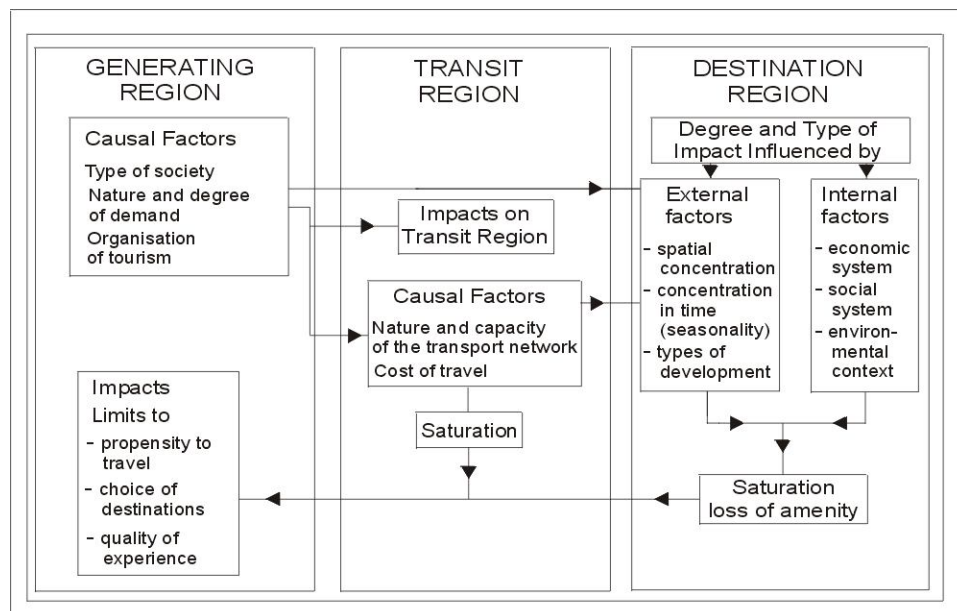 GENERATING
REGION
Causal Factors
Type of society
Nature and degree
of demand
Organisation
of tourism
Impacts
Limits to
- propensity to
travel
- choice of
destinations
- quality of
experience
TRANSIT
REGION
Impacts on
Transit Region
Causal Factors
Nature and capacity
of the transport network
Cost of travel
Saturation
DESTINATION
REGION
Degree and Type of
Impact Influenced by
External
factors
- spatial
concentration
- concentration
in time
(seasonality)
- types of
development
Internal
factors
- economic
system
- social
system
- environ-
mental
context
Saturation
loss of amenity